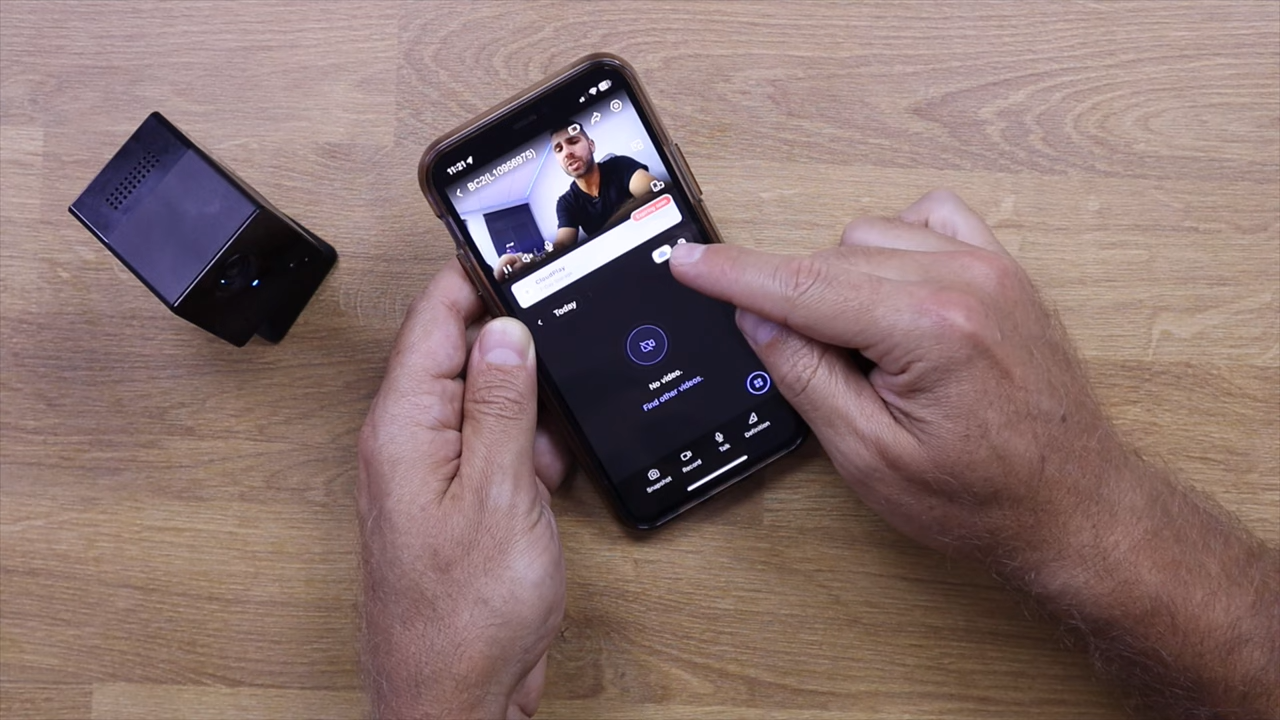 11:21
BC2(L10956975)
CloudPlay
Today
No video.
Find other videos.
Snapshot
Record
Talk
Definition